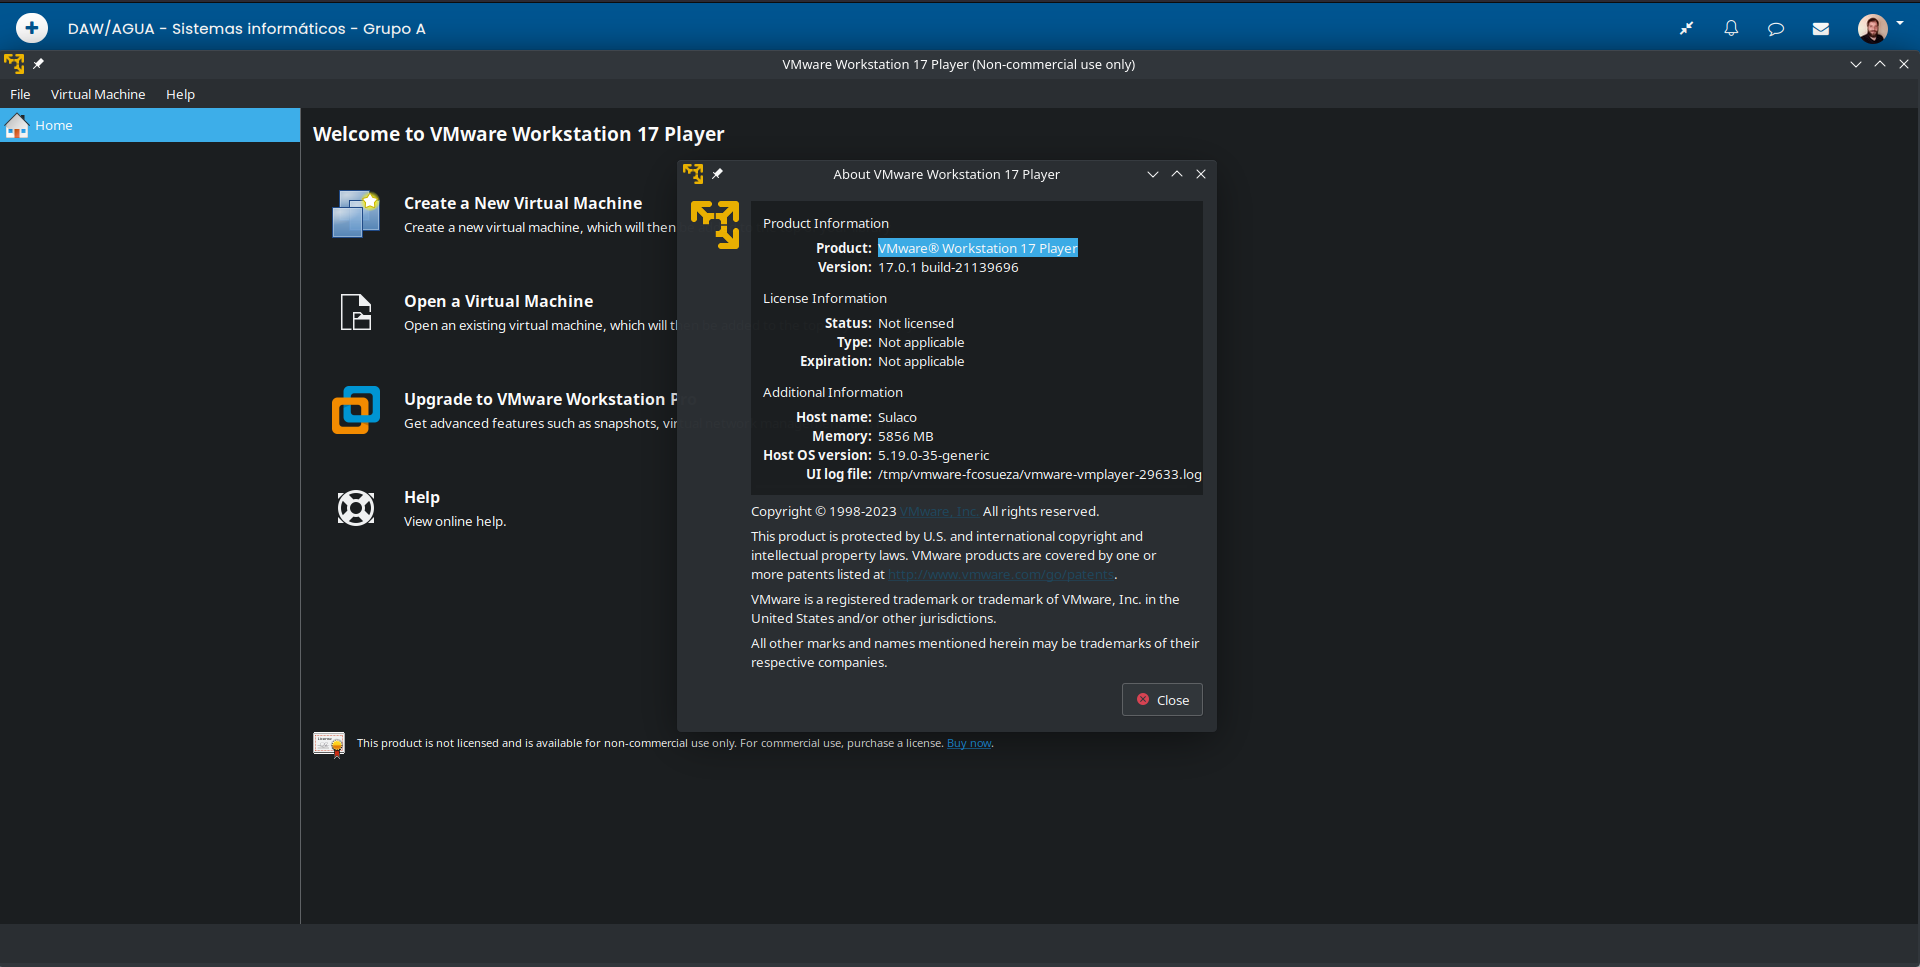 DAW/AGUA - Sistemas informáticos - Grupo A
VMware Workstation 17 Player (Non-commercial use only)
File Virtual Machine Help
Home
Welcome to VMware Workstation 17 Player
Create a New Virtual Machine
Create a new virtual machine, which will then
Open a Virtual Machine
Open an existing virtual machine, which will th
Upgrade to VMware Workstation Pro
Get advanced features such as snapshots, vir
Help
View online help.
This product is not licensed and is available for non-commercial use only. For commercial use, purchase a license. Buy now.
About VMware Workstation 17 Player
Product Information
Product: VMware® Workstation 17 Player
Version: 17.0.1 build-21139696
License Information
Status: Not licensed
Type: Not applicable
Expiration: Not applicable
Additional Information
Host name: Sulaco
Memory: 5856 MB
Host OS version: 5.19.0-35-generic
UI log file: /tmp/vmware-fcosueza/vmware-vmplayer-29633.log
Copyright © 1998-2023 VMware, Inc. All rights reserved.
This product is protected by U.S. and international copyright and
intellectual property laws. VMware products are covered by one or
more patents listed at http://www.vmware.com/go/patents.
VMware is a registered trademark or trademark of VMware, Inc. in the
United States and/or other jurisdictions.
All other marks and names mentioned herein may be trademarks of their
respective companies.
Close